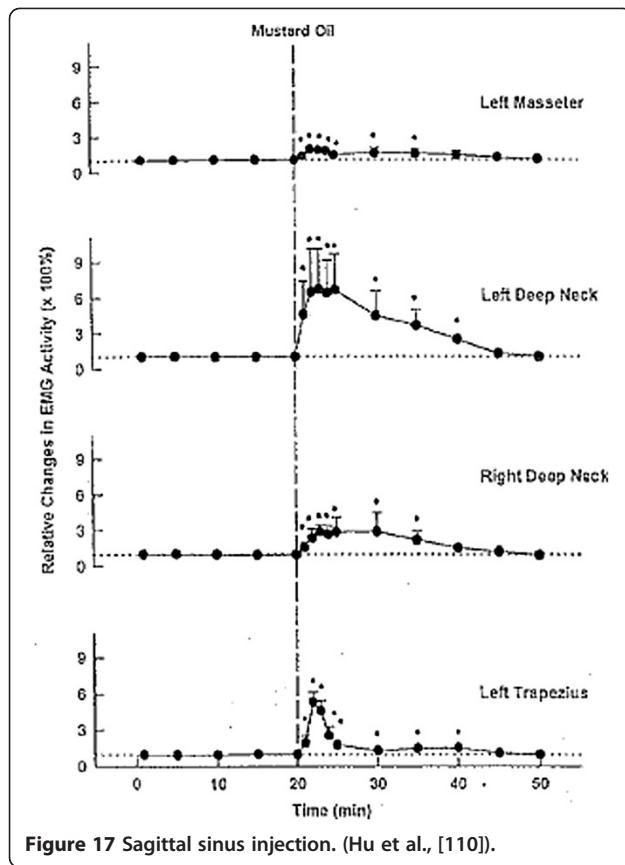 Mustard Oil
9
6
3
0
Left Masseter
9
6
3
0
Left Deep Neck
9
6
3
0
Right Deep Neck
9
6
3
0
Left Trapezius
Relative Changes in EMG Activity (x 100%)
0 10 20 30 40 50
Time (min)
Figure 17 Sagittal sinus injection. (Hu et al., [110]).